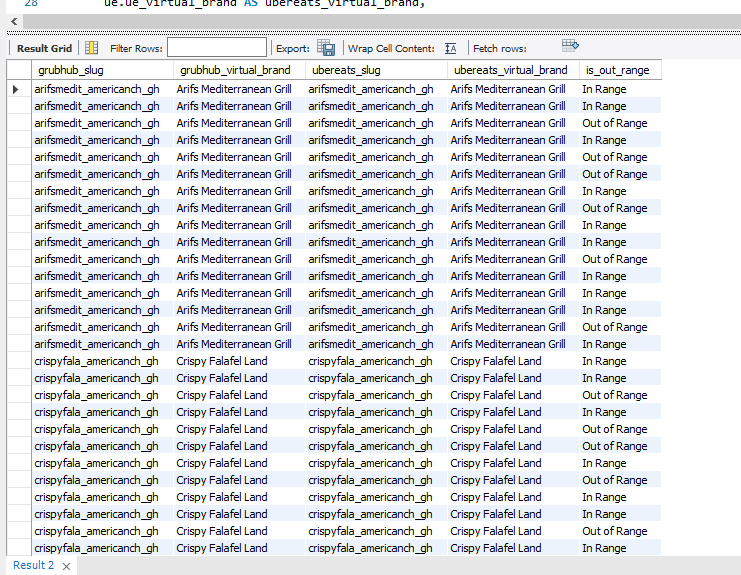 28 ue.ue_virtual_brand AS ubereats_virtual_brand,
Result Grid Filter Rows: Export: Wrap Cell Content: IA Fetch rows:
grubhub_slug grubhub_virtual_brand ubereats_slug ubereats_virtual_brand is_out_range
arifsmedit_americanch_gh Arifs Mediterranean Grill arifsmedit_americanch_gh Arifs Mediterranean Grill In Range
arifsmedit_americanch_gh Arifs Mediterranean Grill arifsmedit_americanch_gh Arifs Mediterranean Grill In Range
arifsmedit_americanch_gh Arifs Mediterranean Grill arifsmedit_americanch_gh Arifs Mediterranean Grill Out of Range
arifsmedit_americanch_gh Arifs Mediterranean Grill arifsmedit_americanch_gh Arifs Mediterranean Grill In Range
arifsmedit_americanch_gh Arifs Mediterranean Grill arifsmedit_americanch_gh Arifs Mediterranean Grill Out of Range
arifsmedit_americanch_gh Arifs Mediterranean Grill arifsmedit_americanch_gh Arifs Mediterranean Grill Out of Range
arifsmedit_americanch_gh Arifs Mediterranean Grill arifsmedit_americanch_gh Arifs Mediterranean Grill In Range
arifsmedit_americanch_gh Arifs Mediterranean Grill arifsmedit_americanch_gh Arifs Mediterranean Grill Out of Range
arifsmedit_americanch_gh Arifs Mediterranean Grill arifsmedit_americanch_gh Arifs Mediterranean Grill In Range
arifsmedit_americanch_gh Arifs Mediterranean Grill arifsmedit_americanch_gh Arifs Mediterranean Grill In Range
arifsmedit_americanch_gh Arifs Mediterranean Grill arifsmedit_americanch_gh Arifs Mediterranean Grill Out of Range
arifsmedit_americanch_gh Arifs Mediterranean Grill arifsmedit_americanch_gh Arifs Mediterranean Grill In Range
arifsmedit_americanch_gh Arifs Mediterranean Grill arifsmedit_americanch_gh Arifs Mediterranean Grill In Range
arifsmedit_americanch_gh Arifs Mediterranean Grill arifsmedit_americanch_gh Arifs Mediterranean Grill In Range
arifsmedit_americanch_gh Arifs Mediterranean Grill arifsmedit_americanch_gh Arifs Mediterranean Grill Out of Range
arifsmedit_americanch_gh Arifs Mediterranean Grill arifsmedit_americanch_gh Arifs Mediterranean Grill In Range
crispyfala_americanch_gh Crispy Falafel Land crispyfala_americanch_gh Crispy Falafel Land In Range
crispyfala_americanch_gh Crispy Falafel Land crispyfala_americanch_gh Crispy Falafel Land In Range
crispyfala_americanch_gh Crispy Falafel Land crispyfala_americanch_gh Crispy Falafel Land Out of Range
crispyfala_americanch_gh Crispy Falafel Land crispyfala_americanch_gh Crispy Falafel Land In Range
crispyfala_americanch_gh Crispy Falafel Land crispyfala_americanch_gh Crispy Falafel Land Out of Range
crispyfala_americanch_gh Crispy Falafel Land crispyfala_americanch_gh Crispy Falafel Land Out of Range
crispyfala_americanch_gh Crispy Falafel Land crispyfala_americanch_gh Crispy Falafel Land In Range
crispyfala_americanch_gh Crispy Falafel Land crispyfala_americanch_gh Crispy Falafel Land Out of Range
crispyfala_americanch_gh Crispy Falafel Land crispyfala_americanch_gh Crispy Falafel Land In Range
crispyfala_americanch_gh Crispy Falafel Land crispyfala_americanch_gh Crispy Falafel Land In Range
crispyfala_americanch_gh Crispy Falafel Land crispyfala_americanch_gh Crispy Falafel Land Out of Range
crispyfala_americanch_gh Crispy Falafel Land crispyfala_americanch_gh Crispy Falafel Land In Range
Result 2